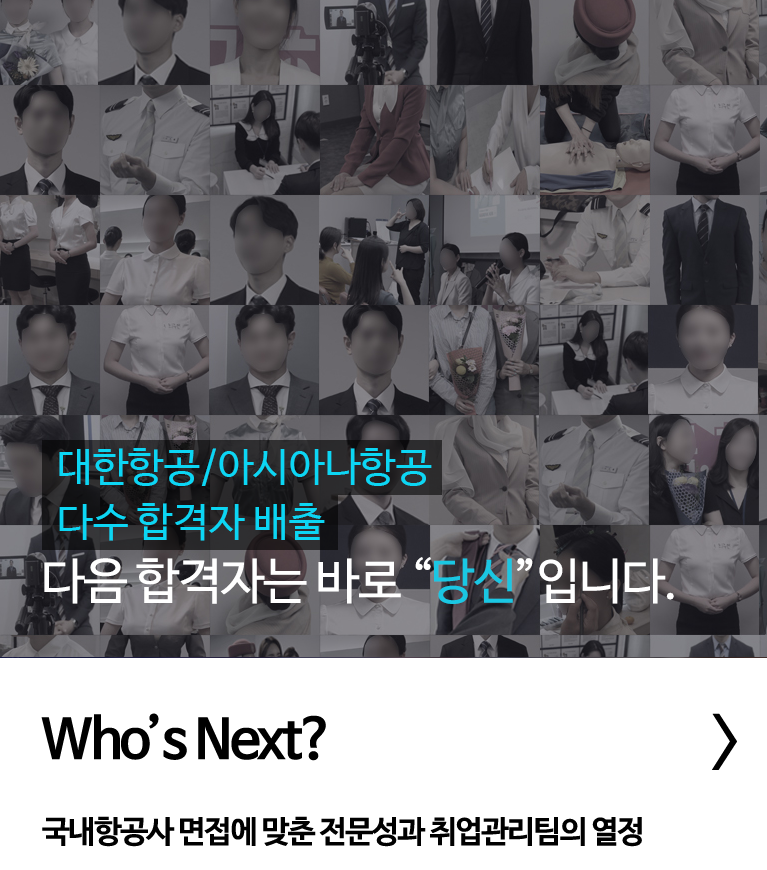 대한항공/아시아나항공
다수 합격자 배출
다음 합격자는 바로 “당신”입니다.
Who’s Next?
국내항공사 면접에 맞춘 전문성과 취업관리팀의 열정